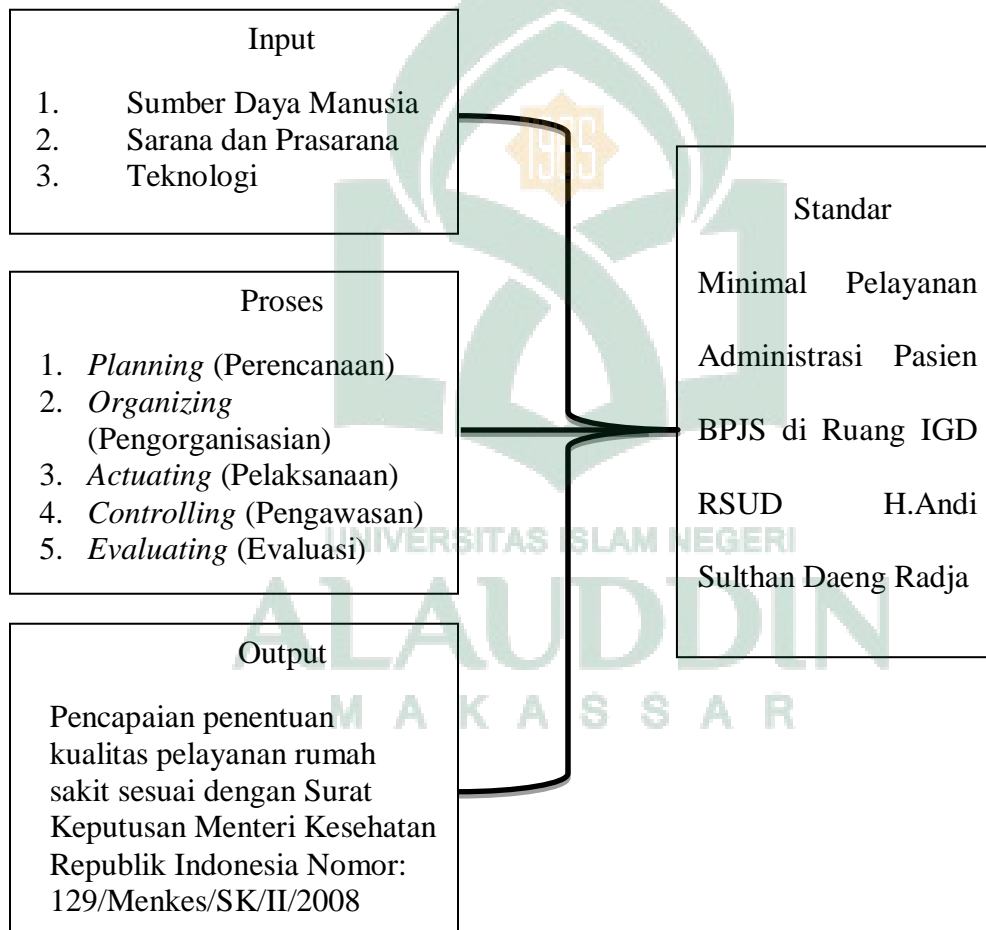 Input
1. Sumber Daya Manusia
2. Sarana dan Prasarana
3. Teknologi
Proses
1. Planning (Perencanaan)
2. Organizing
(Pengorganisasian)
3. Actuating (Pelaksanaan)
4. Controlling (Pengawasan)
5. Evaluating (Evaluasi)
Output
Pencapaian penentuan
kualitas pelayanan rumah
sakit sesuai dengan Surat
Keputusan Menteri Kesehatan
Republik Indonesia Nomor:
129/Menkes/SK/II/2008
Standar
Minimal Pelayanan
Administrasi Pasien
BPJS di Ruang IGD
RSUD H.Andi
Sulthan Daeng Radja
1965
UNIVERSITAS ISLAM NEGERI
ALAUDDIN
MAKASSAR